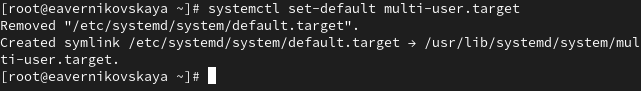 [root@eavernikovskaya ~]# systemctl set-default multi-user.target
Removed "/etc/systemd/system/default.target".
Created symlink /etc/systemd/system/default.target → /usr/lib/systemd/system/mul
ti-user.target.
[root@eavernikovskaya ~]#